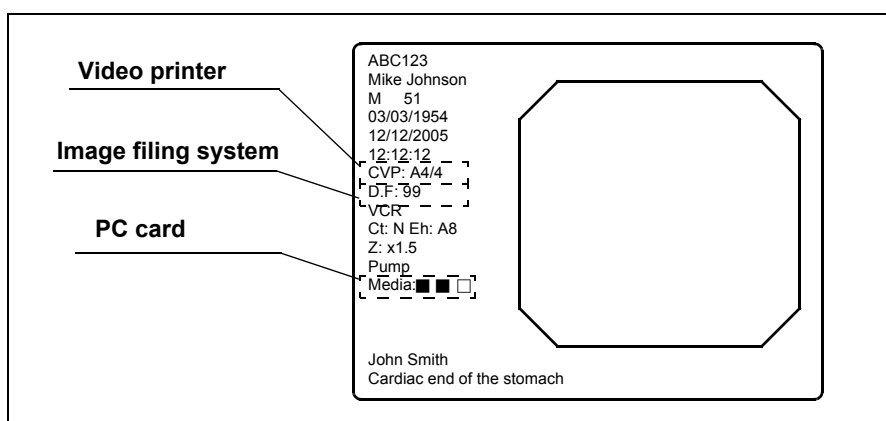 Video printer
Image filing system
PC card
ABC123
Mike Johnson
M 51
03/03/1954
12/12/2005
12:12:12
CVP: A4/4
D.F: 99
VCR
Ct: N Eh: A8
Z: x1.5
Pump
Media:■ ■ □
John Smith
Cardiac end of the stomach